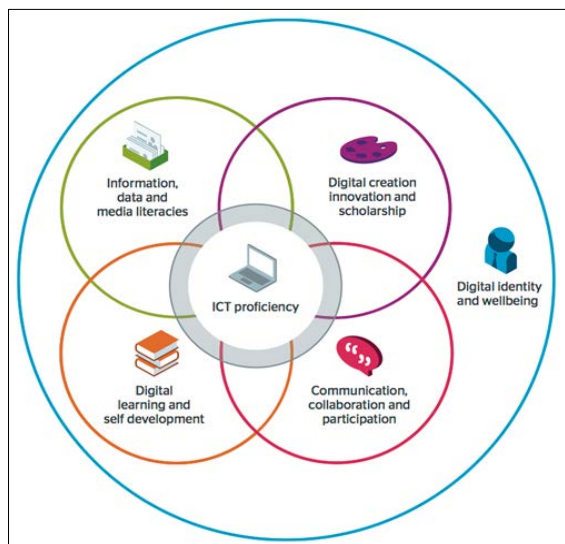 Information,
data and
media literacies
Digital creation
innovation and
scholarship
ICT proficiency
Digital identity
and wellbeing
Digital
learning and
self development
Communication,
collaboration and
participation